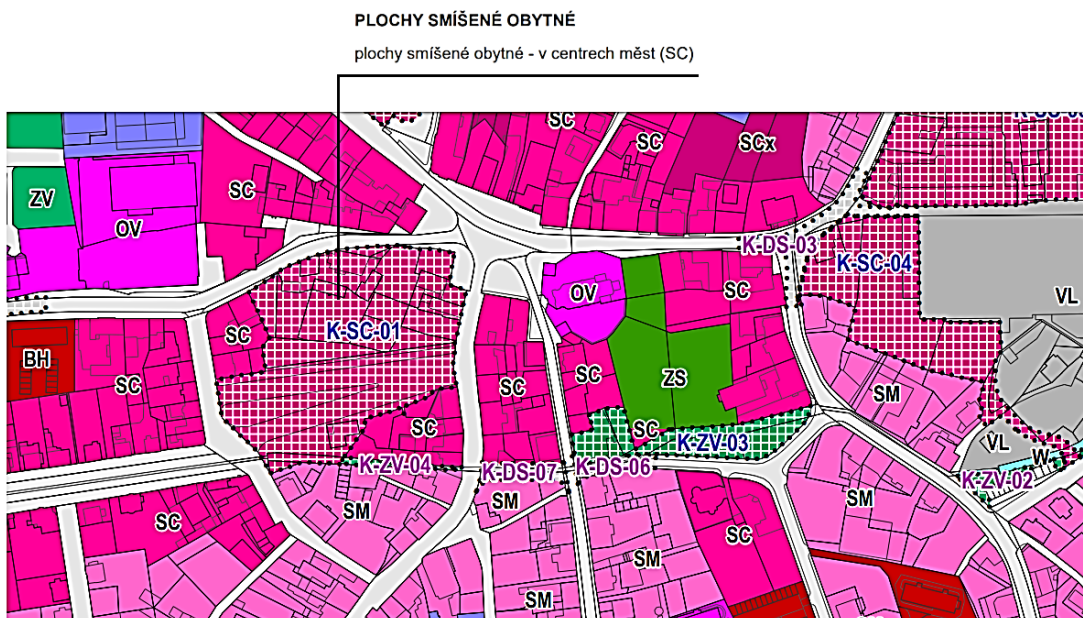 PLOCHY SMÍŠENÉ OBYTNÉ
plochy smíšené obytné - v centrech měst (SC)
SC
SC
SCx
ZV
SC
OV
K-DS-03
K-SC-04
OV
SC
VL
K-SC-01
SC
BH
SC
SC
SC
ZS
SM
SC
SC
K-ZV-03
VL
W
K-ZV-04
K-DS-07
K-DS-06
K-ZV-02
SM
SM
SM
SC
SC
SM
SM